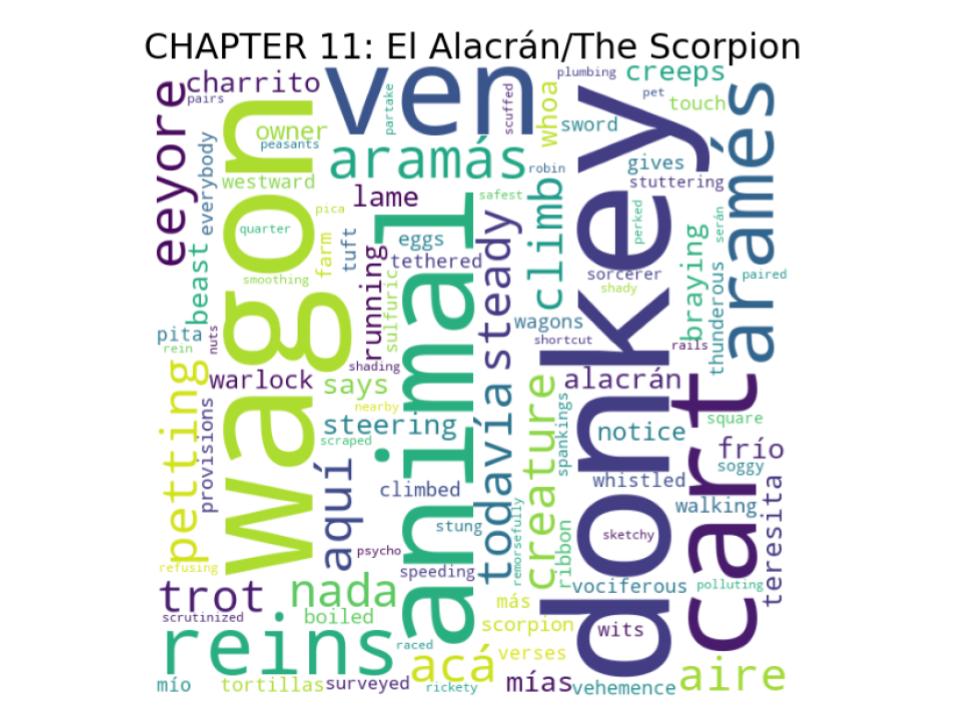 CHAPTER 11: El Alacrán/The Scorpion
eeyore
charrito
pairs
ven
partake
scuffed
plumbing
creeps
pet
touch
whoa
sword
owner
peasants
everybody
westward
wagon
aramás
robin
donkey
gives
stuttering
aramés
lame
safest
pica
quarter
farm
tuft
eggs
tethered
steady
climb
perked
serán
braying
sorcerer
shady
thunderous
paired
beast
smoothing
running
sulfuric
animal
wagons
shortcut
rails
pita
rein
nuts
warlock
shading
says
alacrán
cart
petting
provisions
nearby
steering
scraped
todavía
creature
spankings
notice
square
frío
soggy
aquí
climbed
whistled
walking
teresita
stung
psycho
remorsefully
ribbon
sketchy
refusing
speeding
vociferous
polluting
trot
nada
scrutinized
boiled
más
scorpion
wits
reins
raced
acá
verses
aire
mío
tortillas
surveyed
rickety
mías
vehemence